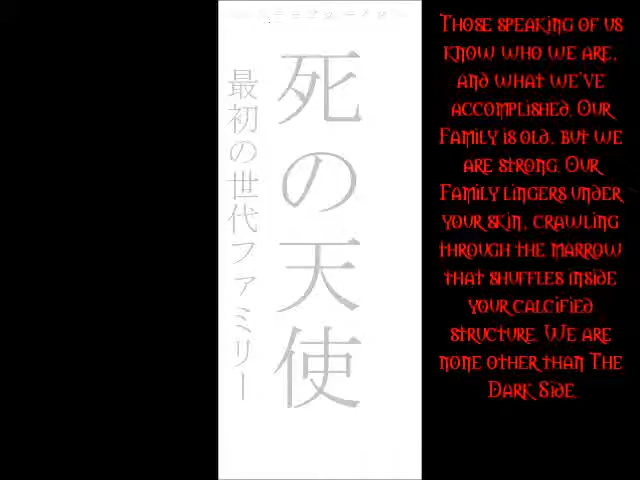 死の天使
最初の世代ファミリー
Those speaking of us
know who we are,
and what we've
accomplished. Our
Family is old, but we
are strong. Our
Family lingers under
your skin, crawling
through the marrow
that shuffles inside
your calcified
structure. We are
none other than The
Dark Side.